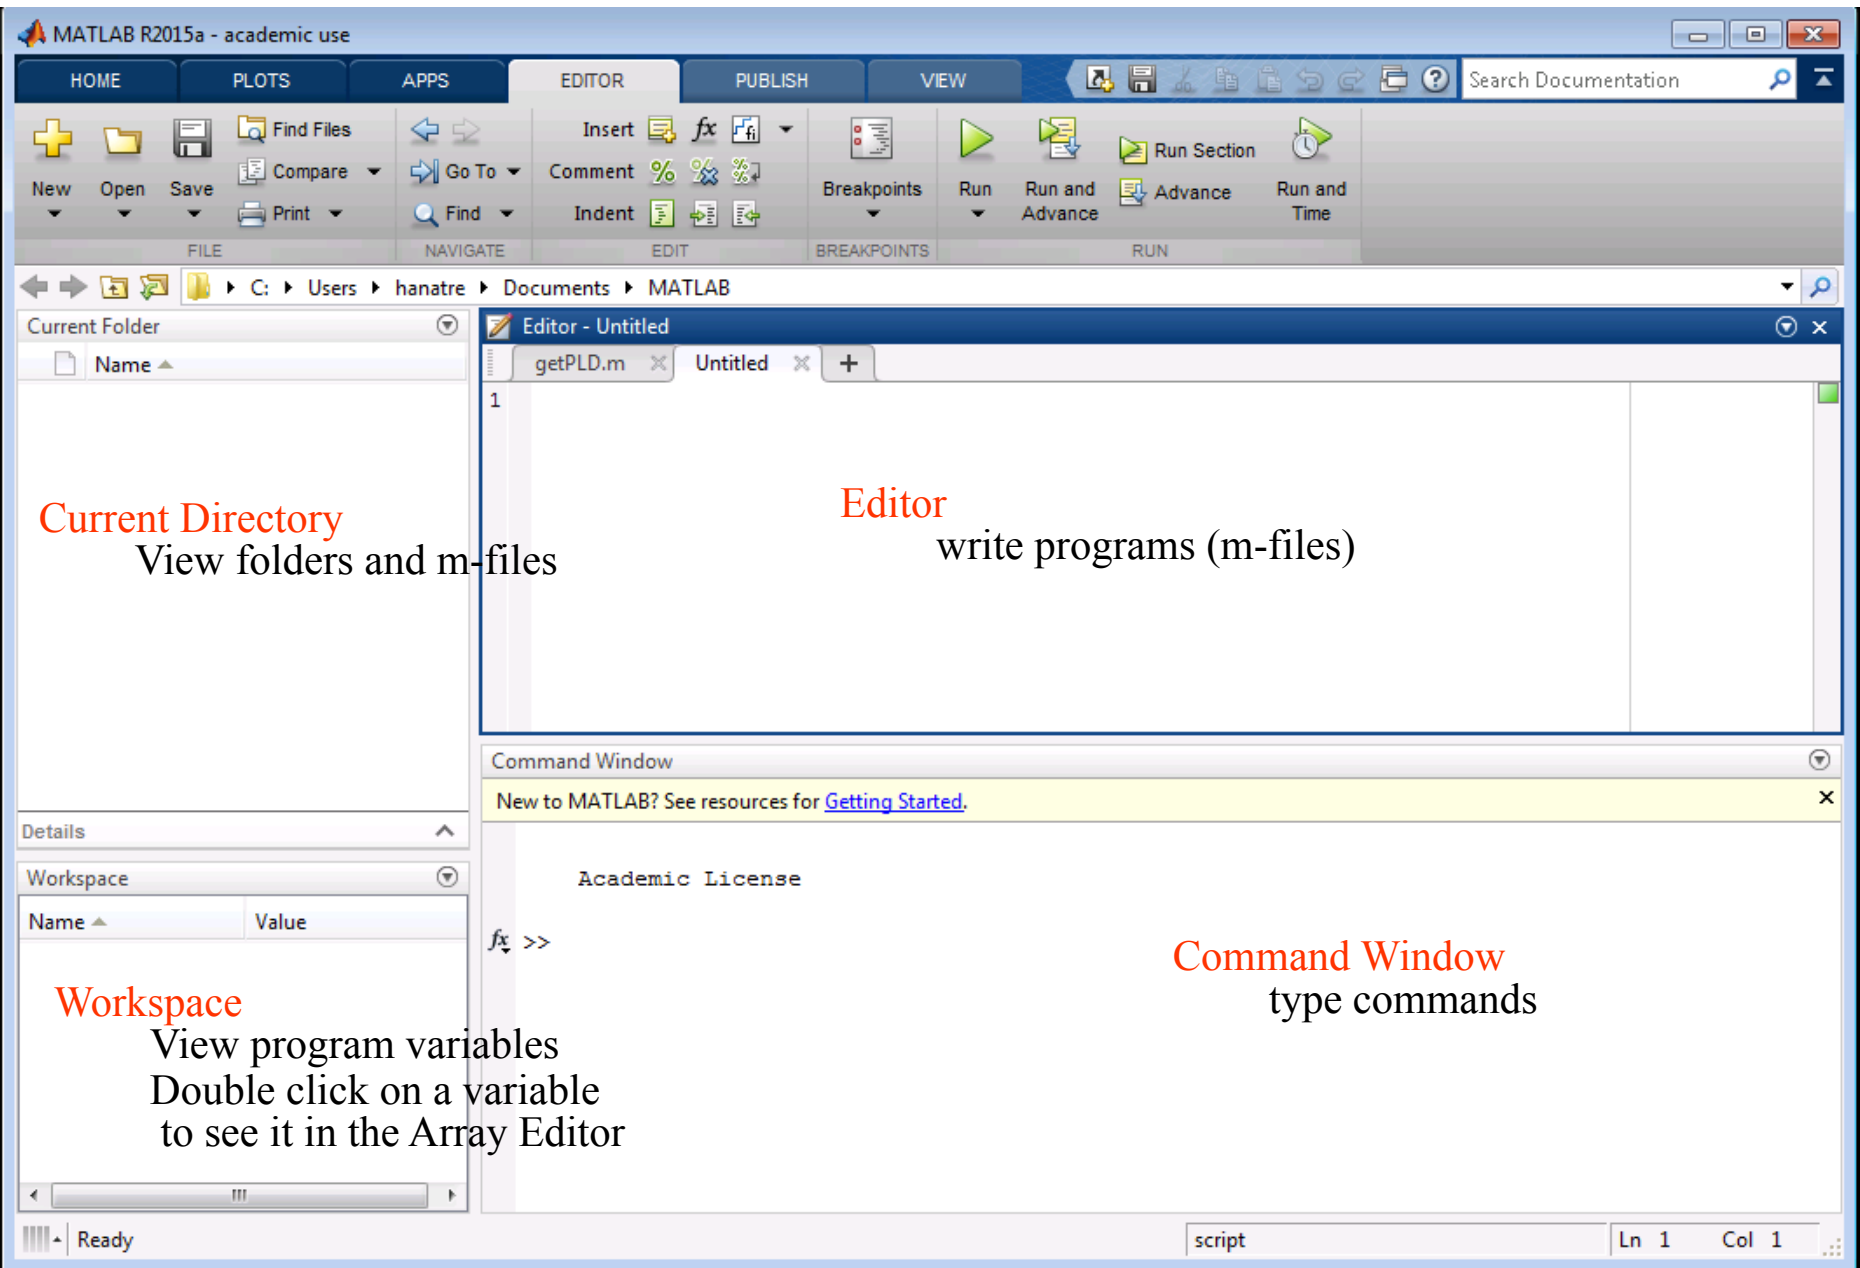 MATLAB R2015a - academic use
HOME PLOTS APPS EDITOR PUBLISH VIEW Search Documentation
Find Files Insert fx fi
Compare Go To Comment Run Section
New Open Save Breakpoints Run Run and Advance Advance Run and Time
Print Find Indent
FILE NAVIGATE EDIT BREAKPOINTS RUN
C: Users hanatre Documents MATLAB
Current Folder
Name
Editor - Untitled
getPLD.m Untitled +
1
Current Directory
View folders and m-files
Editor
write programs (m-files)
Details
Command Window
New to MATLAB? See resources for Getting Started.
Academic License
fx >>
Command Window
type commands
Workspace
Name Value
Workspace
View program variables
Double click on a variable
to see it in the Array Editor
Ready script Ln 1 Col 1